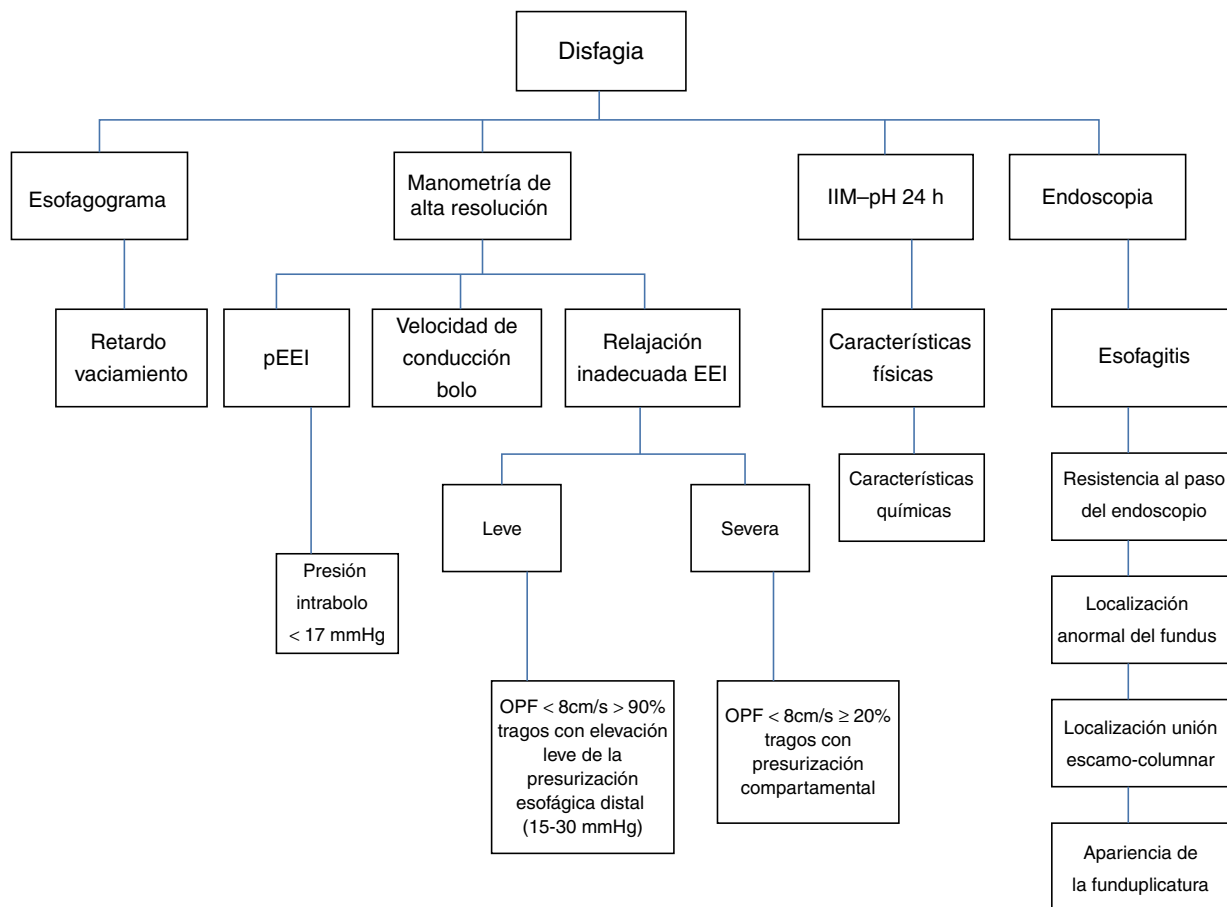 Disfagia
Esofagograma
Manometría de
alta resolución
IIM–pH 24 h
Endoscopia
Retardo
vaciamiento
pEEI
Velocidad de
conducción
bolo
Relajación
inadecuada EEI
Características
físicas
Esofagitis
Leve
Severa
Características
químicas
Resistencia al paso
del endoscopio
Presión
intrabolo
< 17 mmHg
Localización
anormal del fundus
OPF < 8cm/s > 90%
tragos con elevación
leve de la
presurización
esofágica distal
(15-30 mmHg)
OPF < 8cm/s ≥ 20%
tragos con
presurización
compartamental
Localización unión
escamo-columnar
Apariencia de
la funduplicatura